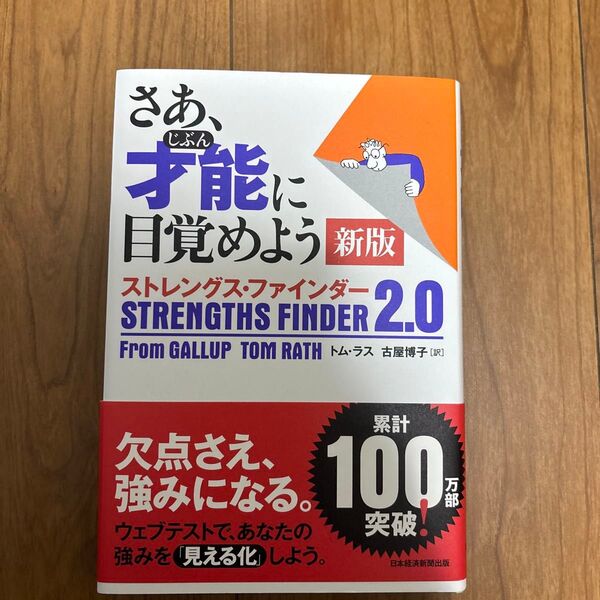 さあ、
じぶん
才能に
目覚めよう 新版
ストレングス・ファインダー
STRENGTHS FINDER 2.0
From GALLUP TOM RATH トム・ラス 古屋博子[訳]
欠点さえ、
強みになる。
ウェブテストで、あなたの
強みを「見える化」しよう。
累計
100万部
突破!
日本経済新聞出版